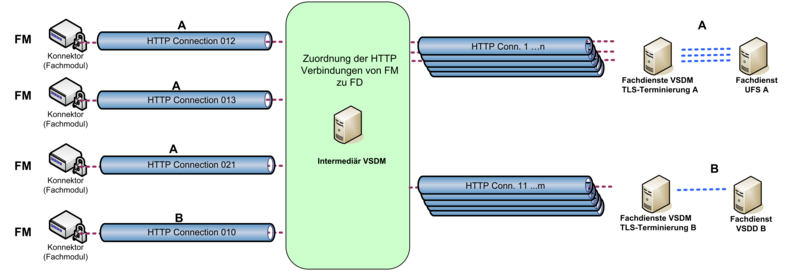 A
FM
HTTP Connection 012
Konnektor
(Fachmodul)
A
FM
HTTP Connection 013
Konnektor
(Fachmodul)
A
FM
HTTP Connection 021
Konnektor
(Fachmodul)
B
FM
HTTP Connection 010
Konnektor
(Fachmodul)
Zuordnung der HTTP
Verbindungen von FM
zu FD
Intermediär VSDM
HTTP Conn. 1 ...n
A
Fachdienste VSDM
TLS-Terminierung A
Fachdienst
UFS A
HTTP Conn. 11 ...m
B
Fachdienste VSDM
TLS-Terminierung B
Fachdienst
VSDD B